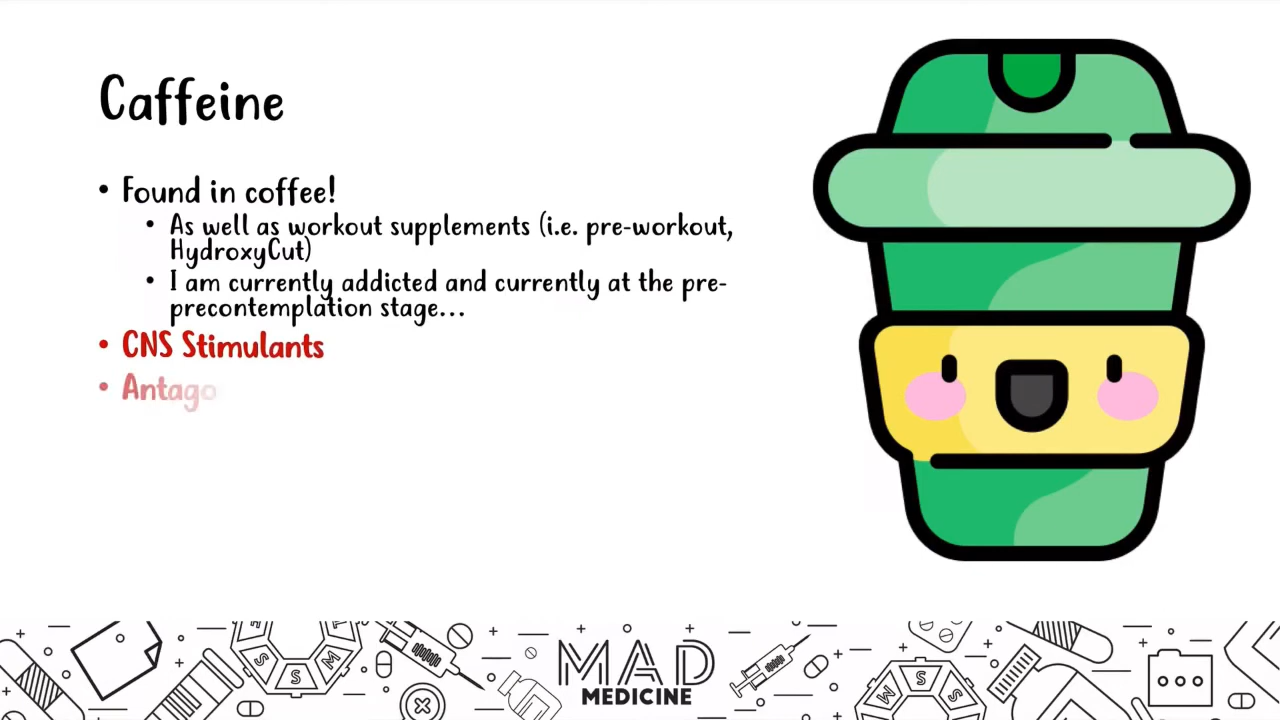 Caffeine
• Found in coffee!
• As well as workout supplements (i.e. pre-workout,
HydroxyCut)
• I am currently addicted and currently at the pre-
precontemplation stage...
• CNS Stimulants
• Antago
S S M
M S S
MAD
MEDICINE